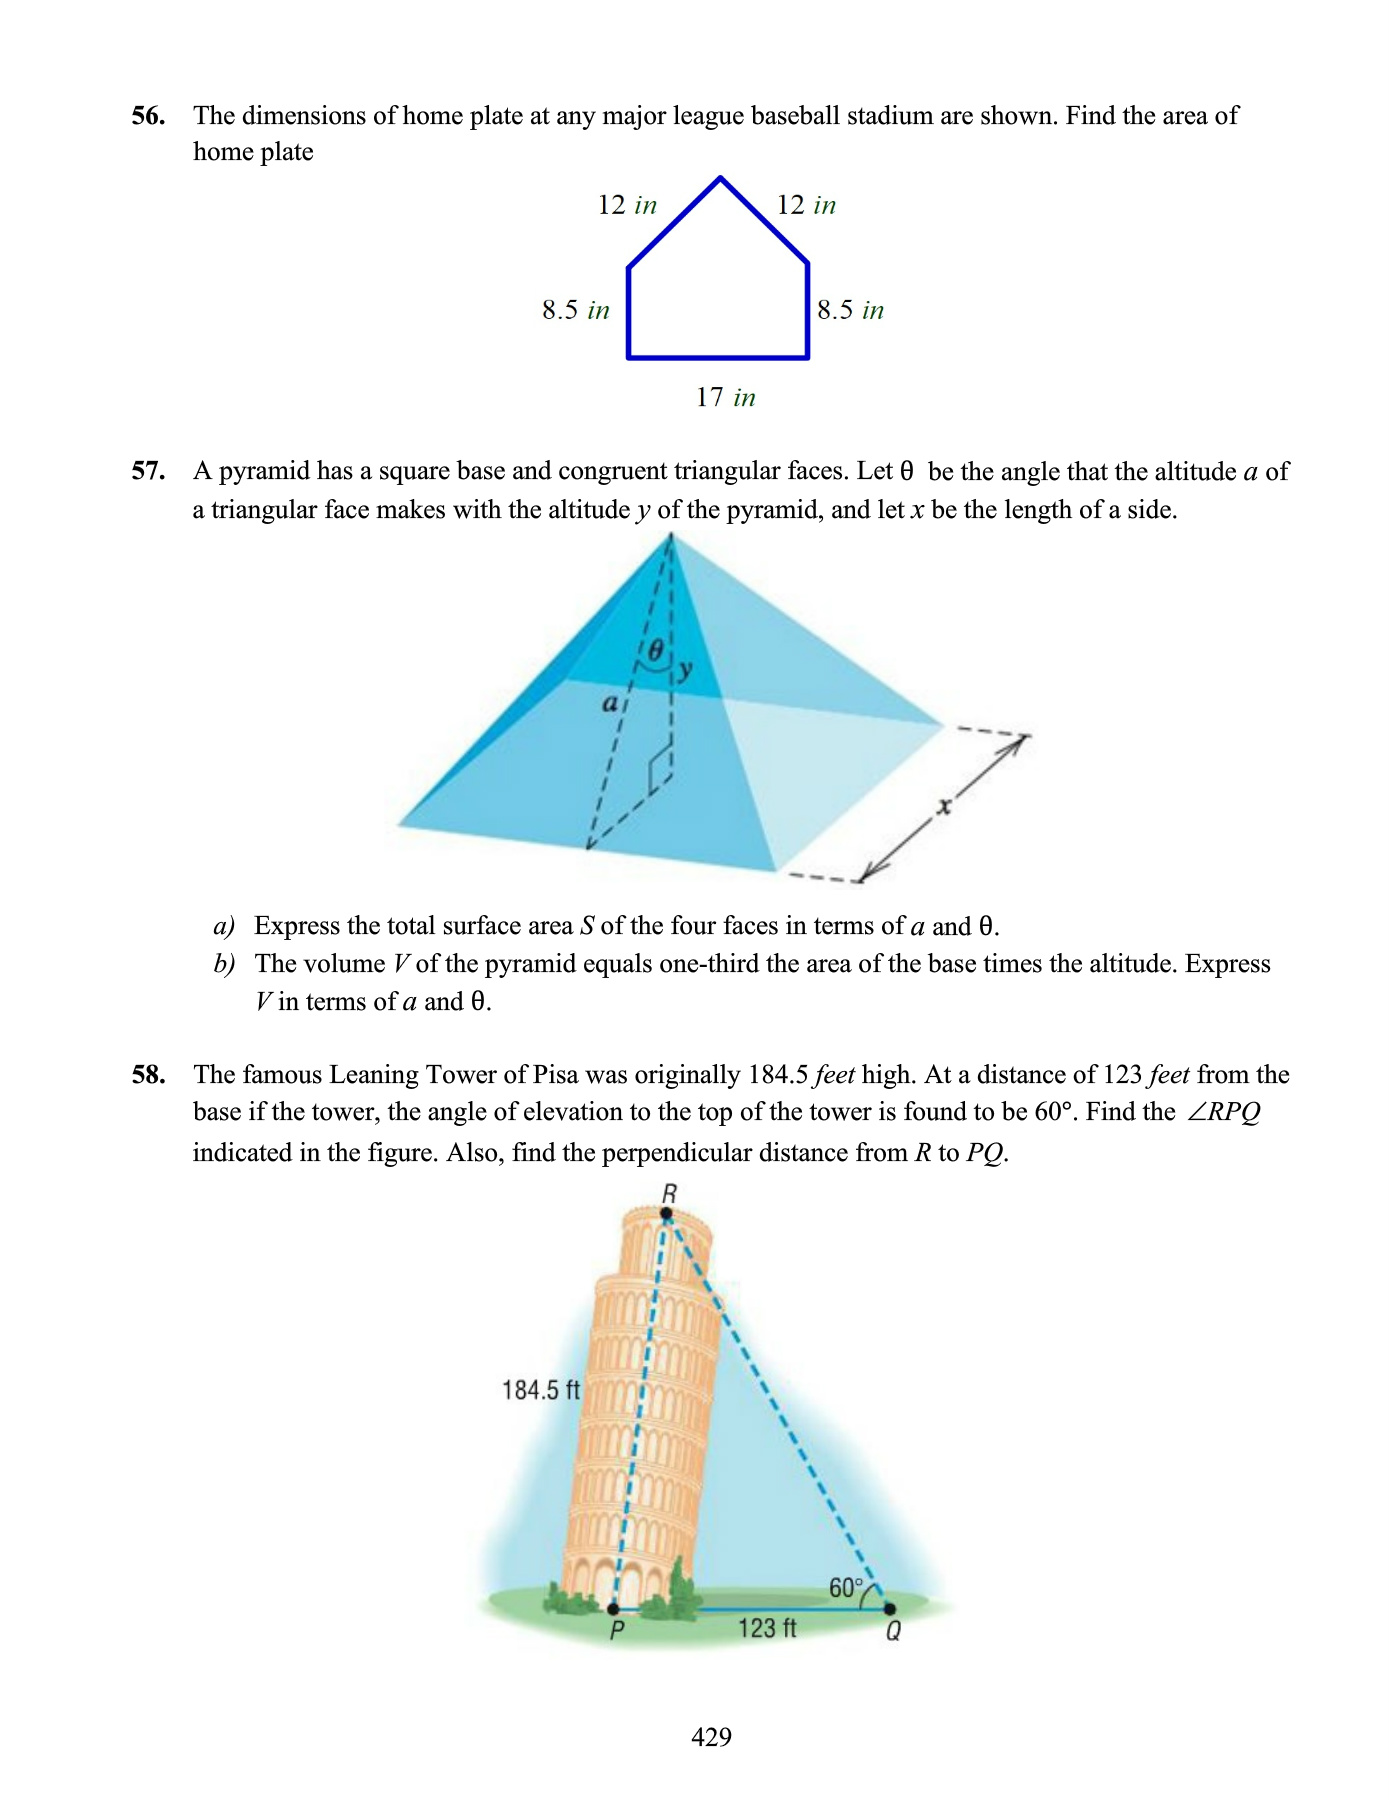 56. The dimensions of home plate at any major league baseball stadium are shown. Find the area of
home plate
12 in 12 in
8.5 in 8.5 in
17 in
57. A pyramid has a square base and congruent triangular faces. Let θ be the angle that the altitude a of
a triangular face makes with the altitude y of the pyramid, and let x be the length of a side.
θ
y
a
x
a) Express the total surface area S of the four faces in terms of a and θ.
b) The volume V of the pyramid equals one-third the area of the base times the altitude. Express
V in terms of a and θ.
58. The famous Leaning Tower of Pisa was originally 184.5 feet high. At a distance of 123 feet from the
base if the tower, the angle of elevation to the top of the tower is found to be 60°. Find the ∠RPQ
indicated in the figure. Also, find the perpendicular distance from R to PQ.
R
184.5 ft
60°
P 123 ft Q
429